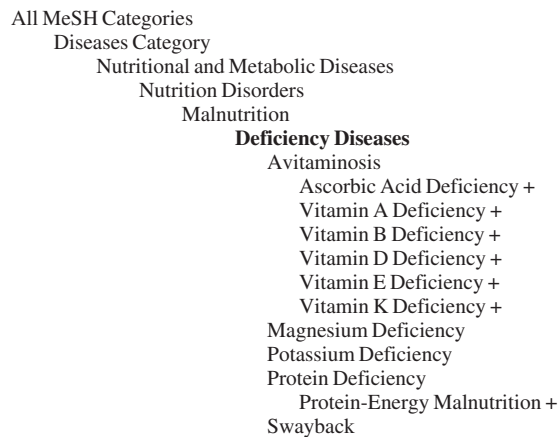 All MeSH Categories
Diseases Category
Nutritional and Metabolic Diseases
Nutrition Disorders
Malnutrition
Deficiency Diseases
Avitaminosis
Ascorbic Acid Deficiency +
Vitamin A Deficiency +
Vitamin B Deficiency +
Vitamin D Deficiency +
Vitamin E Deficiency +
Vitamin K Deficiency +
Magnesium Deficiency
Potassium Deficiency
Protein Deficiency
Protein-Energy Malnutrition +
Swayback